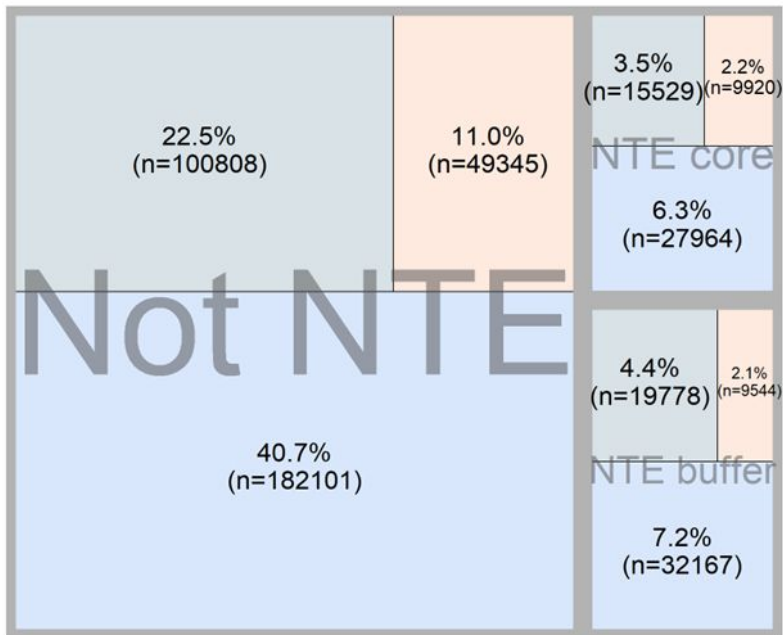 22.5%
(n=100808)
11.0%
(n=49345)
Not NTE
40.7%
(n=182101)
3.5%
(n=15529)
2.2%
(n=9920)
NTE core
6.3%
(n=27964)
4.4%
(n=19778)
2.1%
(n=9544)
NTE buffer
7.2%
(n=32167)